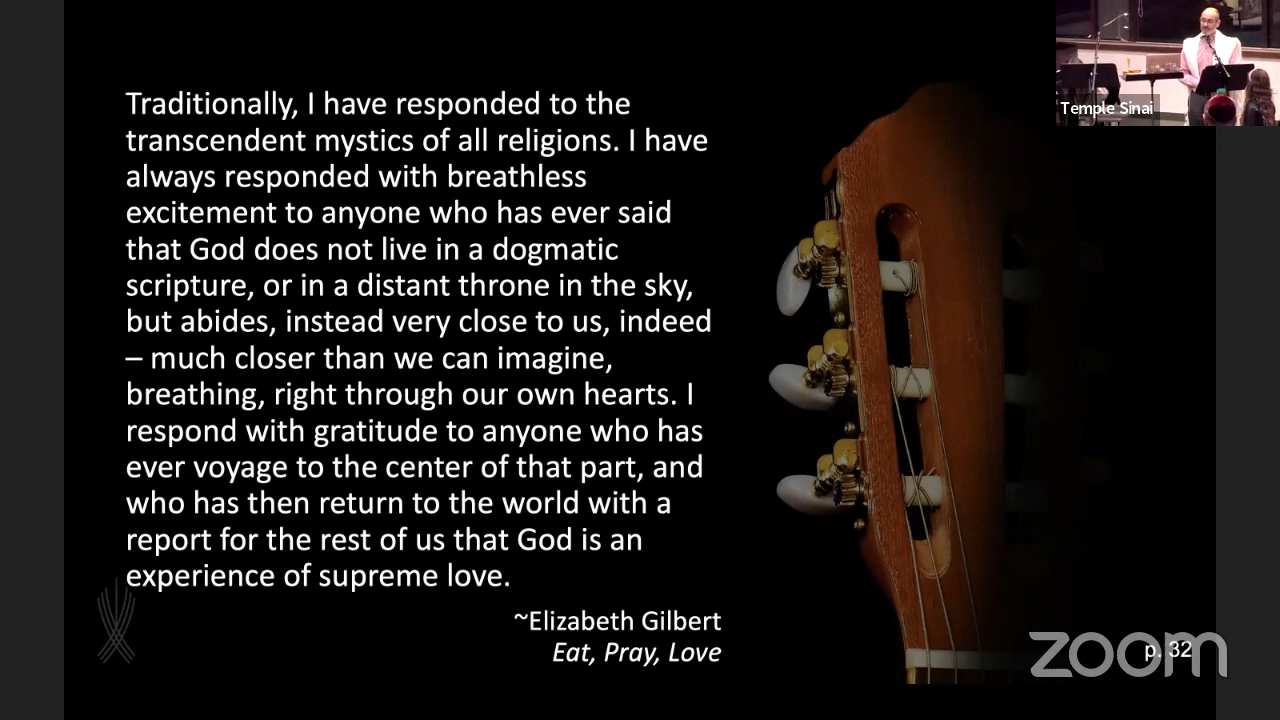 Temple Sinai
Traditionally, I have responded to the
transcendent mystics of all religions. I have
always responded with breathless
excitement to anyone who has ever said
that God does not live in a dogmatic
scripture, or in a distant throne in the sky,
but abides, instead very close to us, indeed
– much closer than we can imagine,
breathing, right through our own hearts. I
respond with gratitude to anyone who has
ever voyage to the center of that part, and
who has then return to the world with a
report for the rest of us that God is an
experience of supreme love.
~Elizabeth Gilbert
Eat, Pray, Love
p. 32
zoom